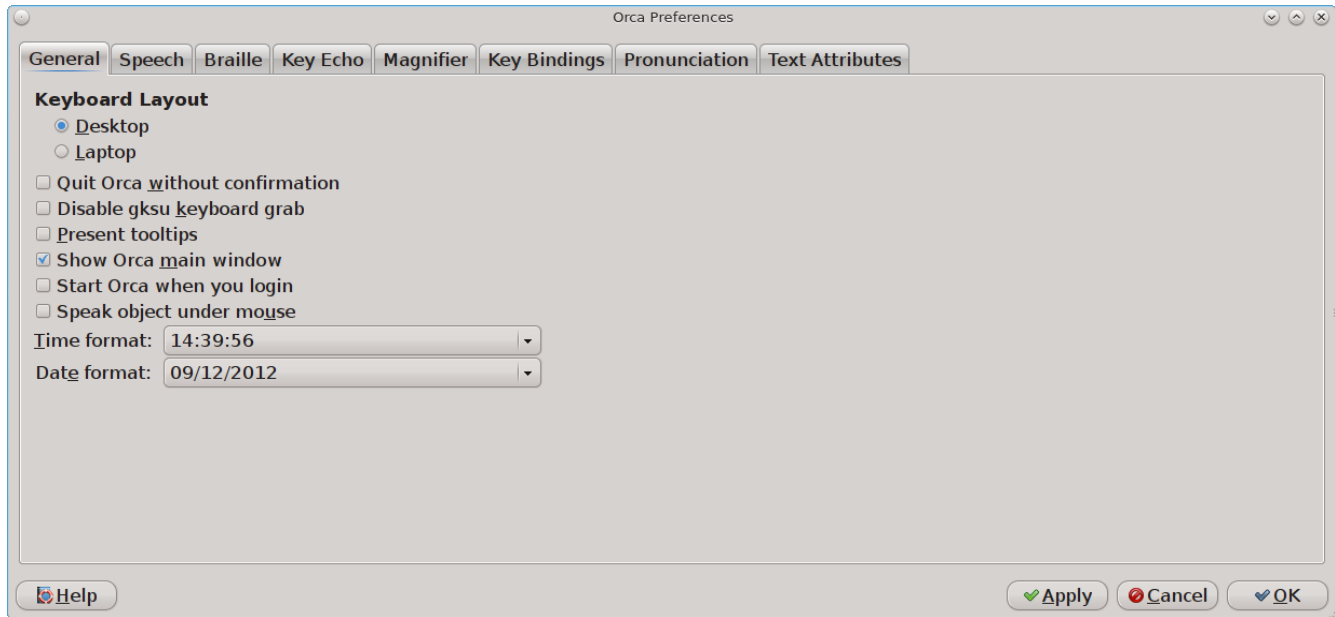 Orca Preferences
General Speech Braille Key Echo Magnifier Key Bindings Pronunciation Text Attributes
Keyboard Layout
Desktop
Laptop
Quit Orca without confirmation
Disable gksu keyboard grab
Present tooltips
Show Orca main window
Start Orca when you login
Speak object under mouse
Time format: 14:39:56
Date format: 09/12/2012
Help Apply Cancel OK